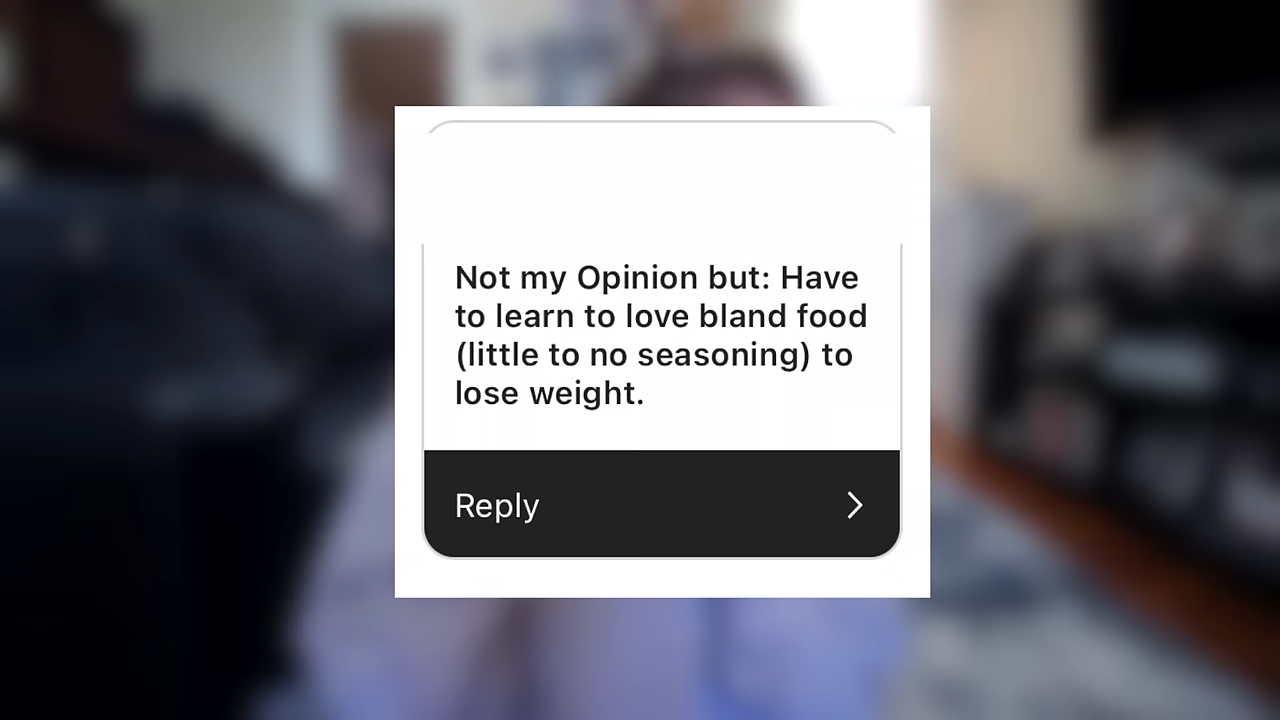 Not my Opinion but: Have
to learn to love bland food
(little to no seasoning) to
lose weight.
Reply